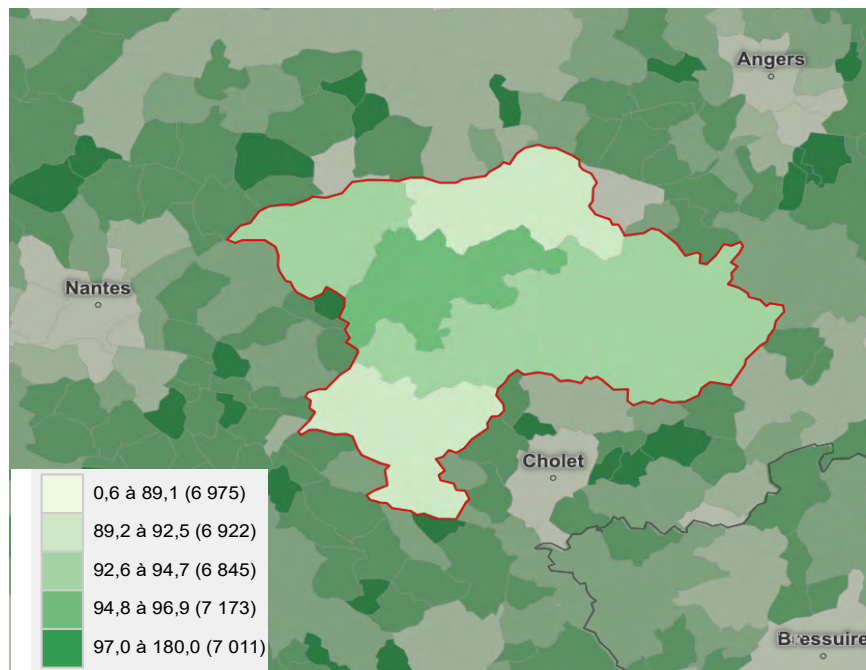 Angers
Nantes
Cholet
0,6 à 89,1 (6 975)
89,2 à 92,5 (6 922)
92,6 à 94,7 (6 845)
94,8 à 96,9 (7 173)
97,0 à 180,0 (7 011)
Bressuire